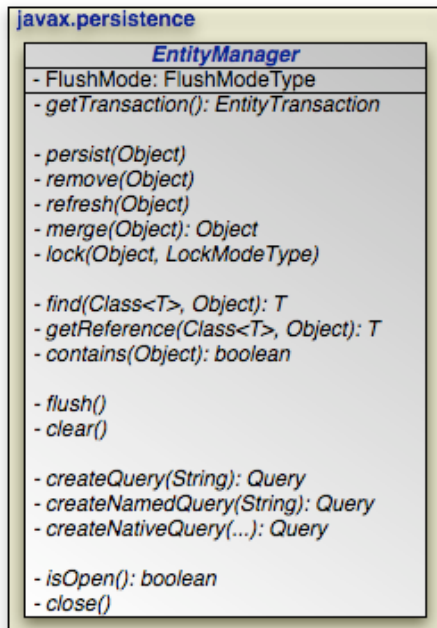 javax.persistence
EntityManager
- FlushMode: FlushModeType
- getTransaction(): EntityTransaction
- persist(Object)
- remove(Object)
- refresh(Object)
- merge(Object): Object
- lock(Object, LockModeType)
- find(Class<T>, Object): T
- getReference(Class<T>, Object): T
- contains(Object): boolean
- flush()
- clear()
- createQuery(String): Query
- createNamedQuery(String): Query
- createNativeQuery(...): Query
- isOpen(): boolean
- close()